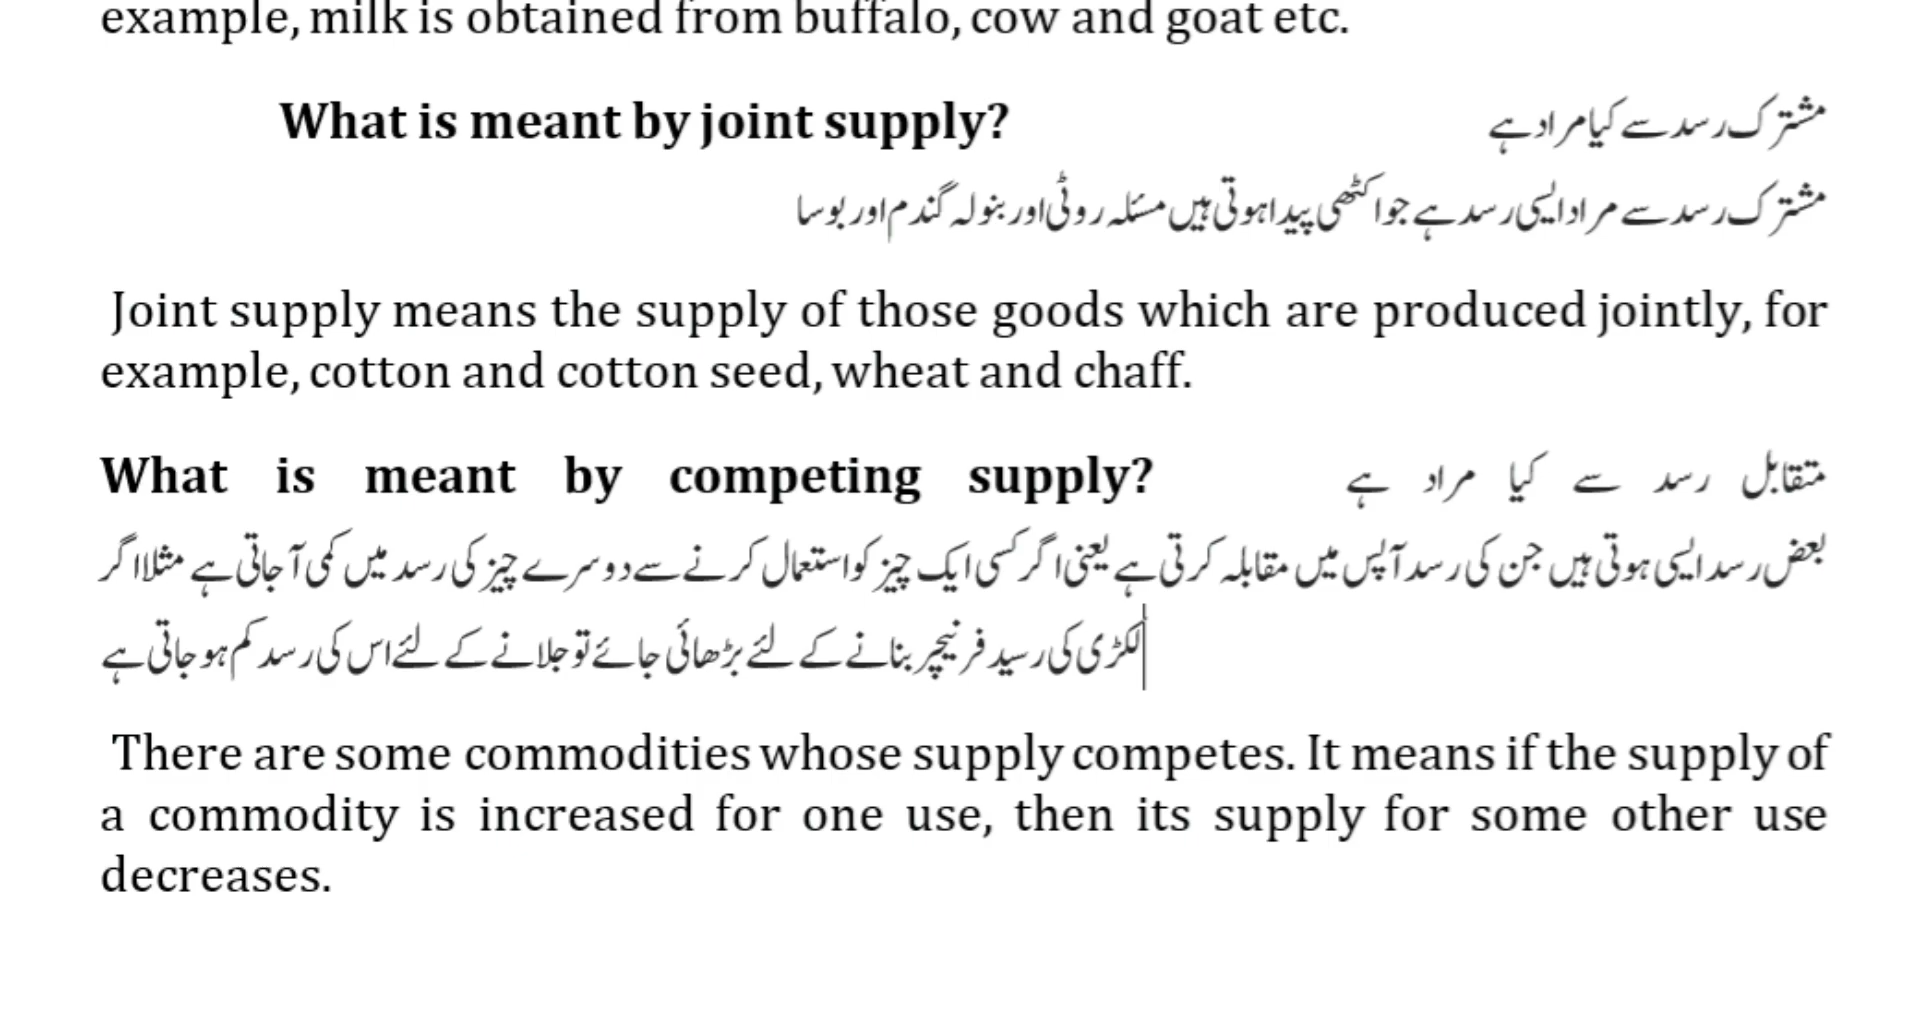 example, milk is obtained from buffalo, cow and goat etc.
What is meant by joint supply? مشترک رسد سے کیا مراد ہے
مشترک رسد سے مراد ایسی رسد ہے جو اکٹھی پیدا ہوتی ہیں مسئلہ روٹی اور بنولہ گندم اور بوسا
Joint supply means the supply of those goods which are produced jointly, for
example, cotton and cotton seed, wheat and chaff.
What is meant by competing supply? متقابل رسد سے کیا مراد ہے
بعض رسد ایسی ہوتی ہیں جن کی رسد آپس میں مقابلہ کرتی ہے یعنی اگر کسی ایک چیز کو استعمال کرنے سے دوسرے چیز کی رسد میں کمی آ جاتی ہے مثلا اگر
لکڑی کی رسید فرنیچر بنانے کے لئے بڑھائی جائے تو جلانے کے لئے اس کی رسد کم ہو جاتی ہے
There are some commodities whose supply competes. It means if the supply of
a commodity is increased for one use, then its supply for some other use
decreases.